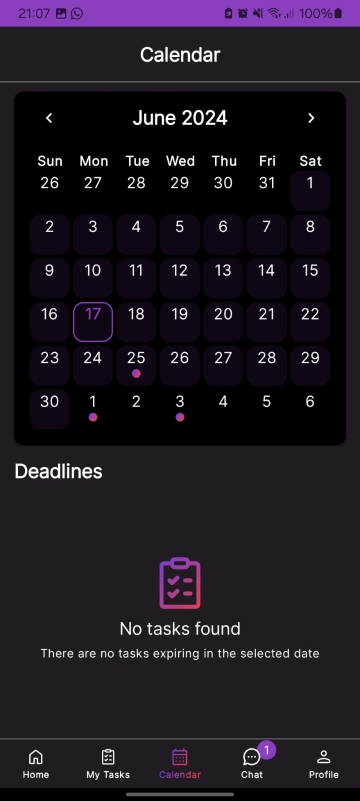 21:07 100%
Calendar
June 2024
Sun Mon Tue Wed Thu Fri Sat
26 27 28 29 30 31 1
2 3 4 5 6 7 8
9 10 11 12 13 14 15
16 17 18 19 20 21 22
23 24 25 26 27 28 29
30 1 2 3 4 5 6
Deadlines
No tasks found
There are no tasks expiring in the selected date
1
Home My Tasks Calendar Chat Profile